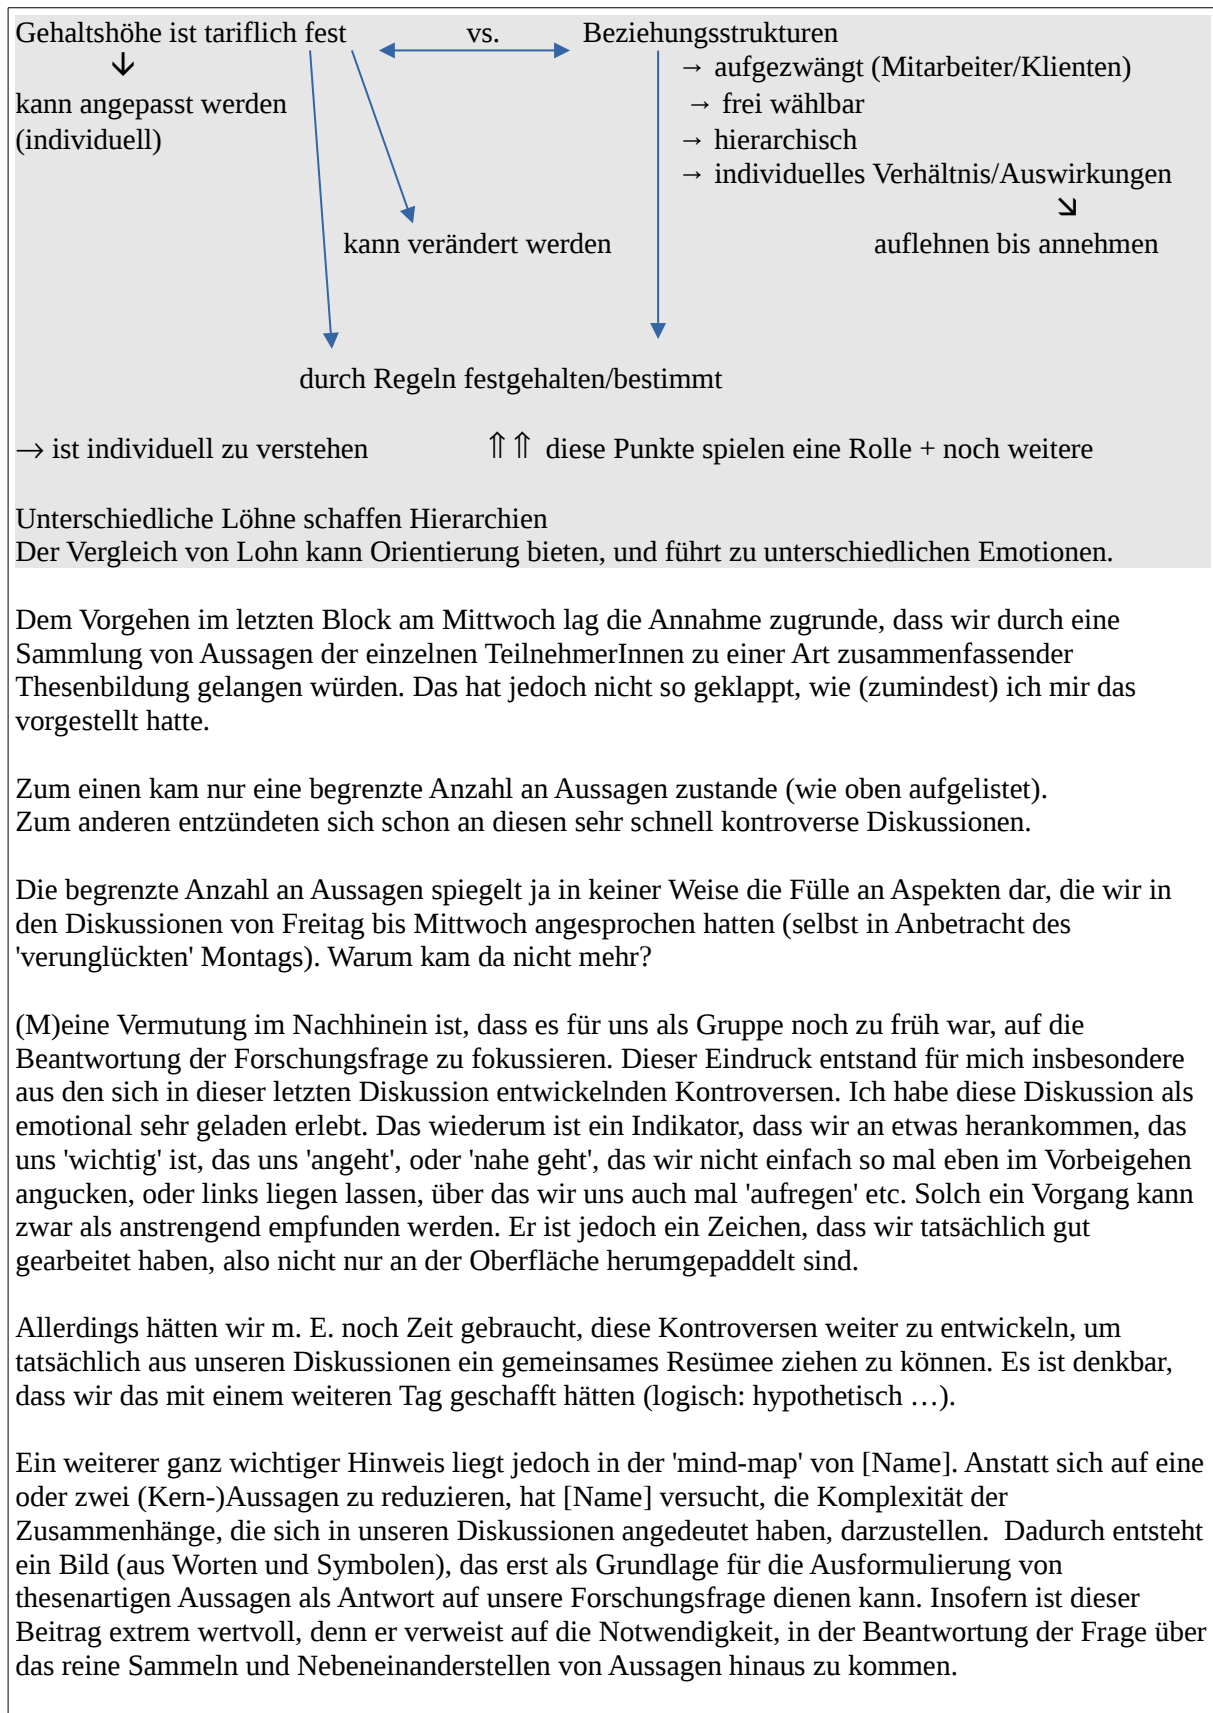 Gehaltshöhe ist tariflich fest vs. Beziehungsstrukturen
→ aufgezwängt (Mitarbeiter/Klienten)
kann angepasst werden → frei wählbar
(individuell) → hierarchisch
→ individuelles Verhältnis/Auswirkungen
kann verändert werden auflehnen bis annehmen
durch Regeln festgehalten/bestimmt
→ ist individuell zu verstehen ⇑⇑ diese Punkte spielen eine Rolle + noch weitere
Unterschiedliche Löhne schaffen Hierarchien
Der Vergleich von Lohn kann Orientierung bieten, und führt zu unterschiedlichen Emotionen.
Dem Vorgehen im letzten Block am Mittwoch lag die Annahme zugrunde, dass wir durch eine
Sammlung von Aussagen der einzelnen TeilnehmerInnen zu einer Art zusammenfassender
Thesenbildung gelangen würden. Das hat jedoch nicht so geklappt, wie (zumindest) ich mir das
vorgestellt hatte.
Zum einen kam nur eine begrenzte Anzahl an Aussagen zustande (wie oben aufgelistet).
Zum anderen entzündeten sich schon an diesen sehr schnell kontroverse Diskussionen.
Die begrenzte Anzahl an Aussagen spiegelt ja in keiner Weise die Fülle an Aspekten dar, die wir in
den Diskussionen von Freitag bis Mittwoch angesprochen hatten (selbst in Anbetracht des
'verunglückten' Montags). Warum kam da nicht mehr?
(M)eine Vermutung im Nachhinein ist, dass es für uns als Gruppe noch zu früh war, auf die
Beantwortung der Forschungsfrage zu fokussieren. Dieser Eindruck entstand für mich insbesondere
aus den sich in dieser letzten Diskussion entwickelnden Kontroversen. Ich habe diese Diskussion als
emotional sehr geladen erlebt. Das wiederum ist ein Indikator, dass wir an etwas herankommen, das
uns 'wichtig' ist, das uns 'angeht', oder 'nahe geht', das wir nicht einfach so mal eben im Vorbeigehen
angucken, oder links liegen lassen, über das wir uns auch mal 'aufregen' etc. Solch ein Vorgang kann
zwar als anstrengend empfunden werden. Er ist jedoch ein Zeichen, dass wir tatsächlich gut
gearbeitet haben, also nicht nur an der Oberfläche herumgepaddelt sind.
Allerdings hätten wir m. E. noch Zeit gebraucht, diese Kontroversen weiter zu entwickeln, um
tatsächlich aus unseren Diskussionen ein gemeinsames Resümee ziehen zu können. Es ist denkbar,
dass wir das mit einem weiteren Tag geschafft hätten (logisch: hypothetisch …).
Ein weiterer ganz wichtiger Hinweis liegt jedoch in der 'mind-map' von [Name]. Anstatt sich auf eine
oder zwei (Kern-)Aussagen zu reduzieren, hat [Name] versucht, die Komplexität der
Zusammenhänge, die sich in unseren Diskussionen angedeutet haben, darzustellen. Dadurch entsteht
ein Bild (aus Worten und Symbolen), das erst als Grundlage für die Ausformulierung von
thesenartigen Aussagen als Antwort auf unsere Forschungsfrage dienen kann. Insofern ist dieser
Beitrag extrem wertvoll, denn er verweist auf die Notwendigkeit, in der Beantwortung der Frage über
das reine Sammeln und Nebeneinanderstellen von Aussagen hinaus zu kommen.